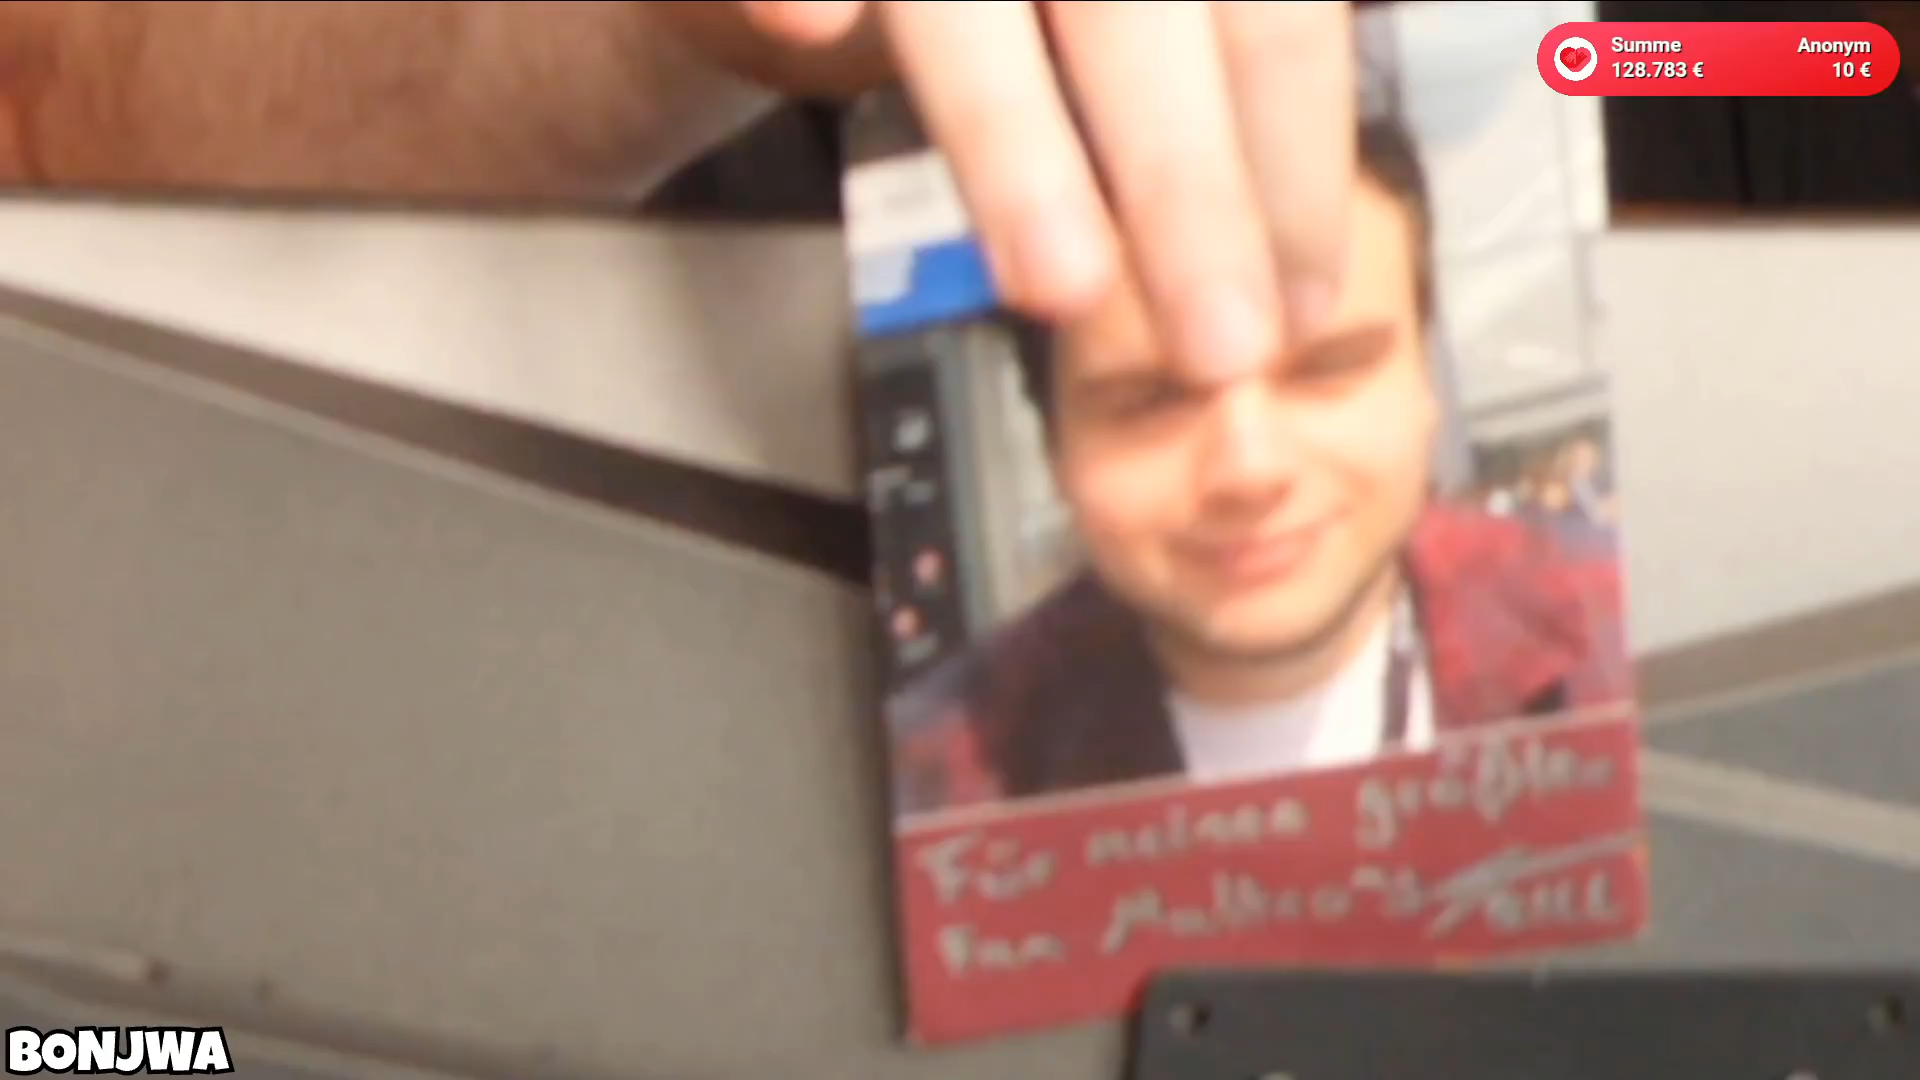 Summe Anonym
128.783 € 10 €
Für meinen größten
Fan
BONJWA